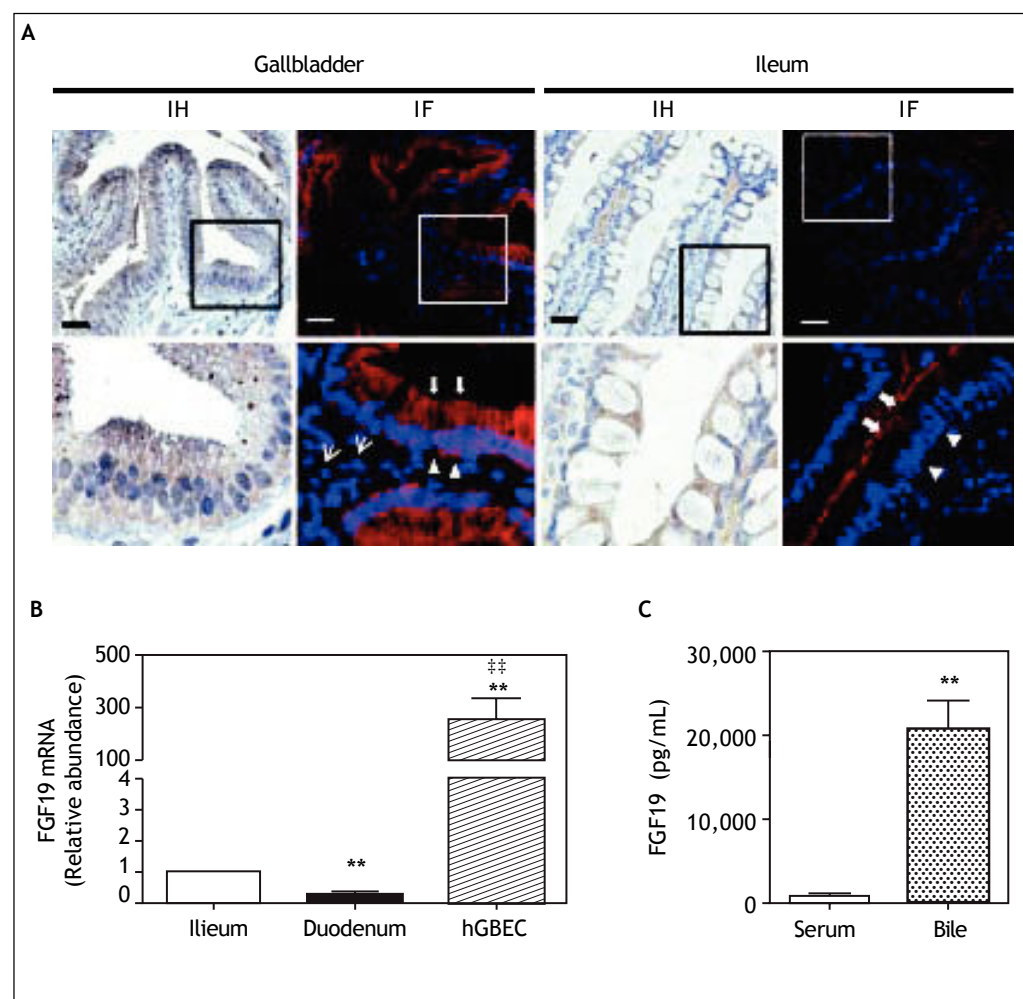 A
Gallbladder Ileum
IH IF IH IF
B
FGF19 mRNA
(Relative abundance)
500
300
100
4
3
2
1
0
**
‡‡
**
Ilieum Duodenum hGBEC
C
FGF19 (pg/mL)
30,000
20,000
10,000
0
**
Serum Bile